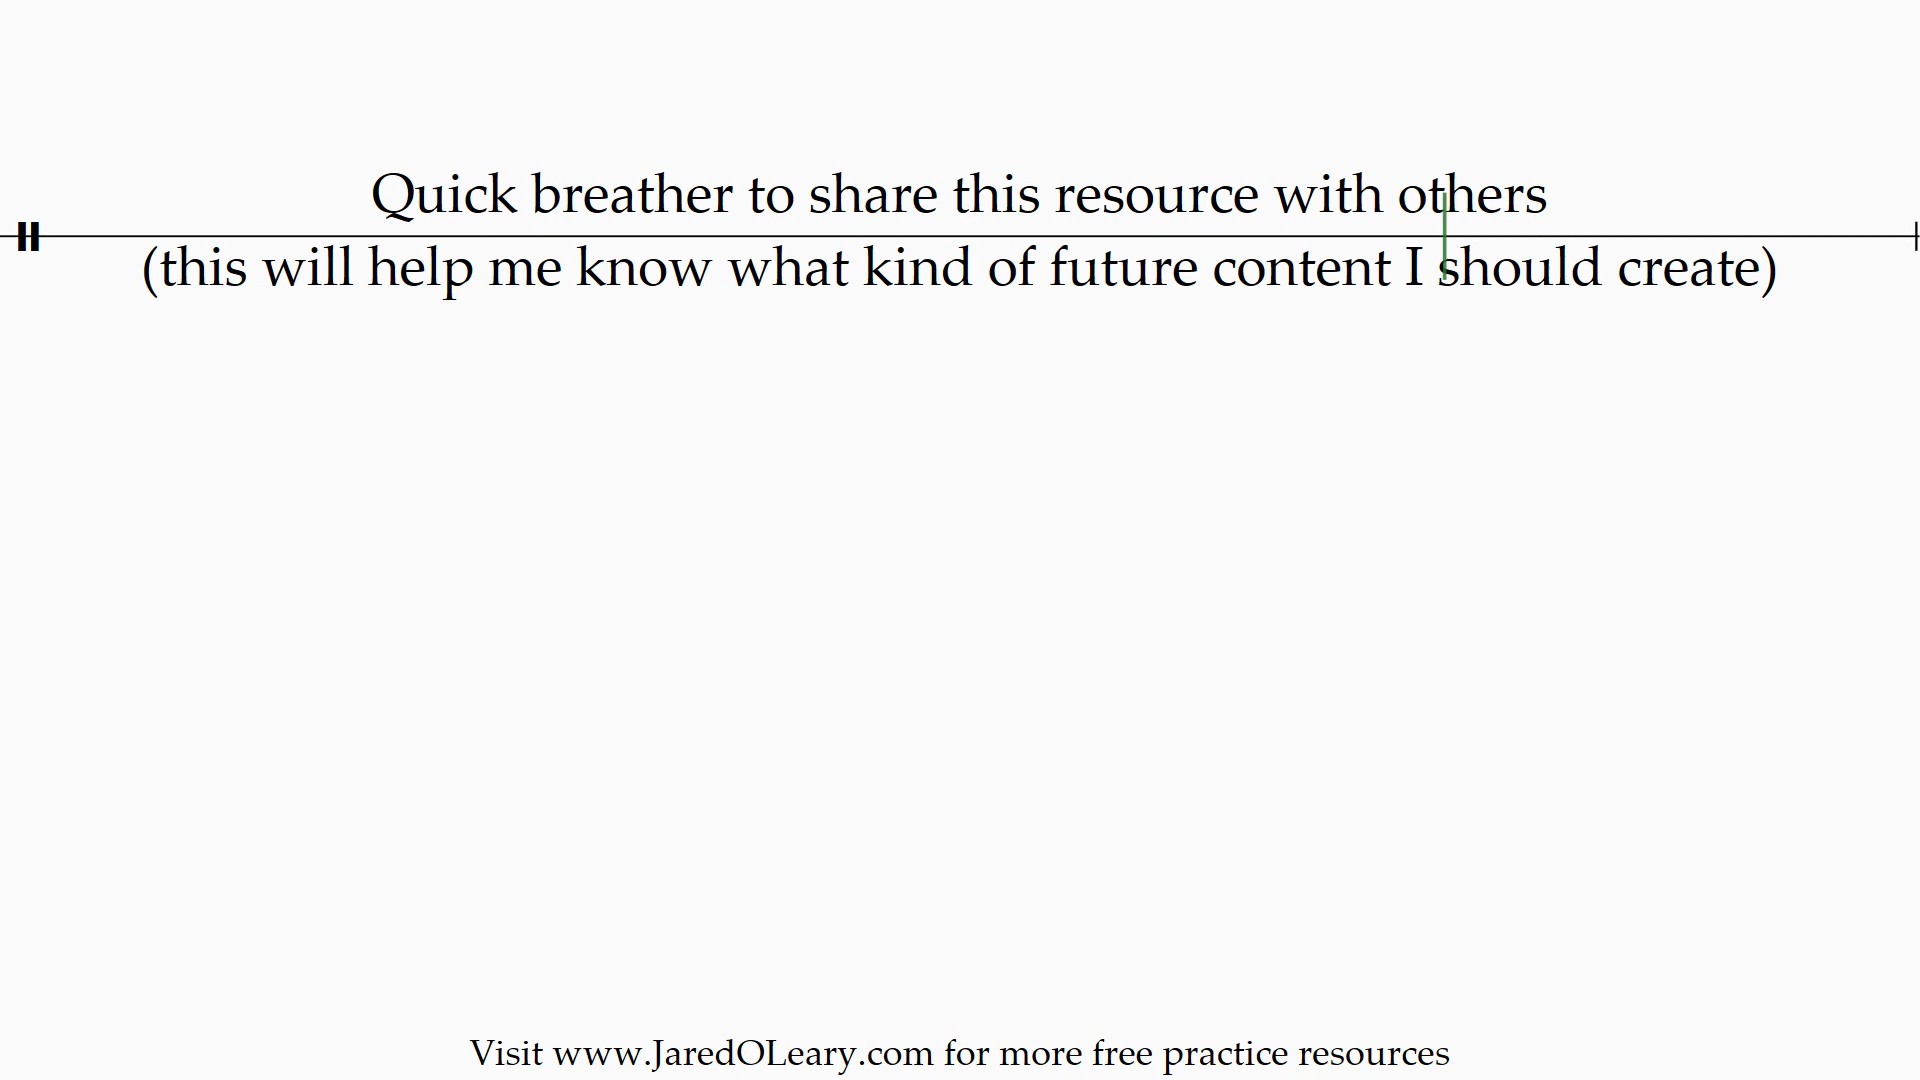 Quick breather to share this resource with others
(this will help me know what kind of future content I should create)
Visit www.JaredOLeary.com for more free practice resources